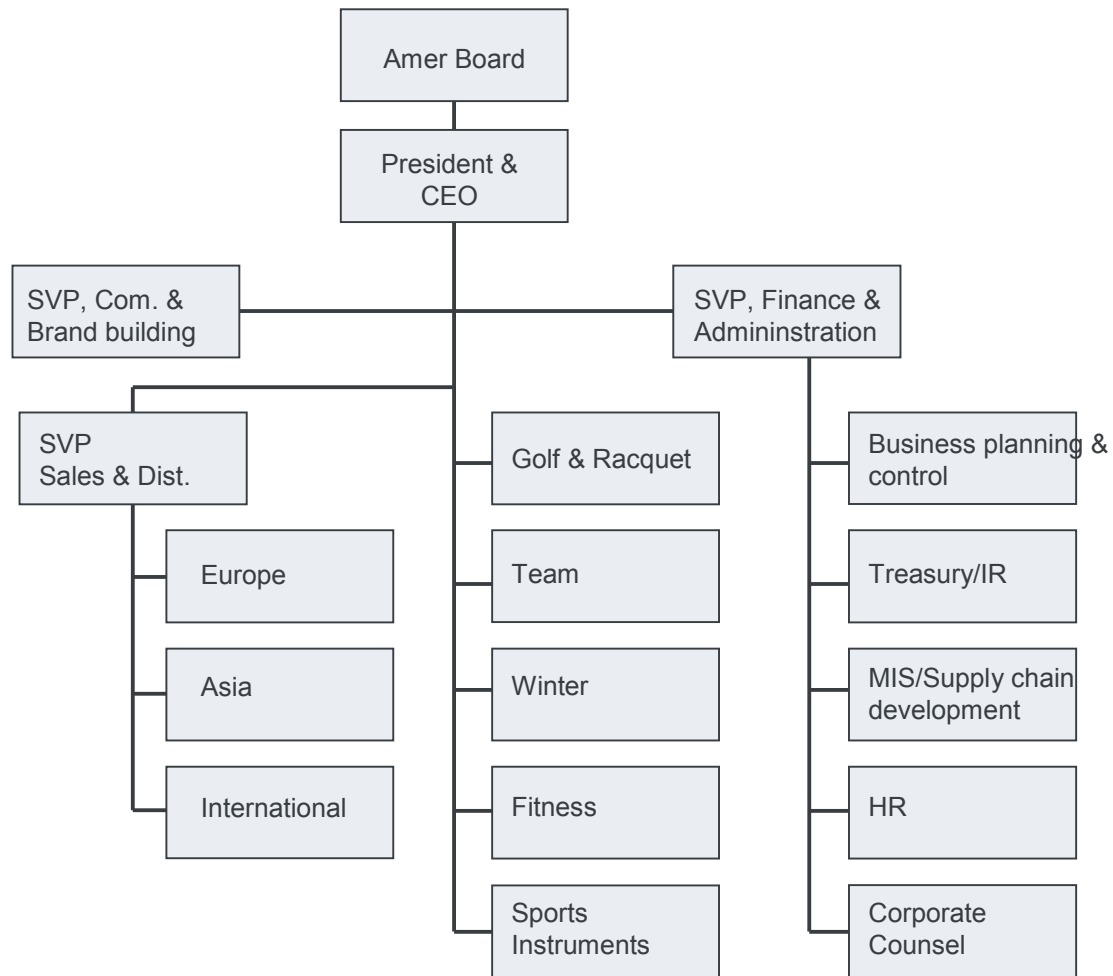 Amer Board
President &
CEO
SVP, Com. &
Brand building
SVP, Finance &
Admininstration
SVP
Sales & Dist.
Golf & Racquet
Business planning &
control
Europe
Team
Treasury/IR
Asia
Winter
MIS/Supply chain
development
International
Fitness
HR
Sports
Instruments
Corporate
Counsel